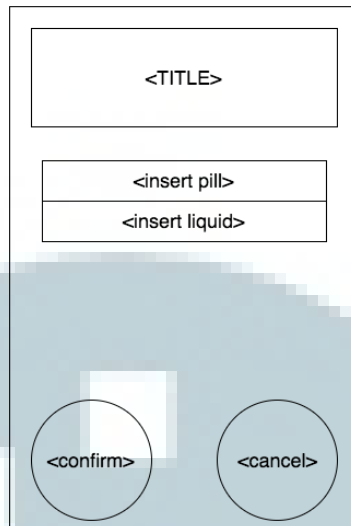 <TITLE>
<insert pill>
<insert liquid>
<confirm>
<cancel>